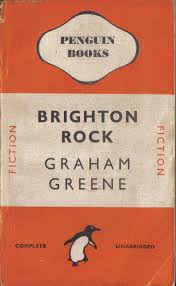 PENGUIN
BOOKS
BRIGHTON
ROCK
GRAHAM
GREENE
FICTION
FICTION
COMPLETE
UNABRIDGED